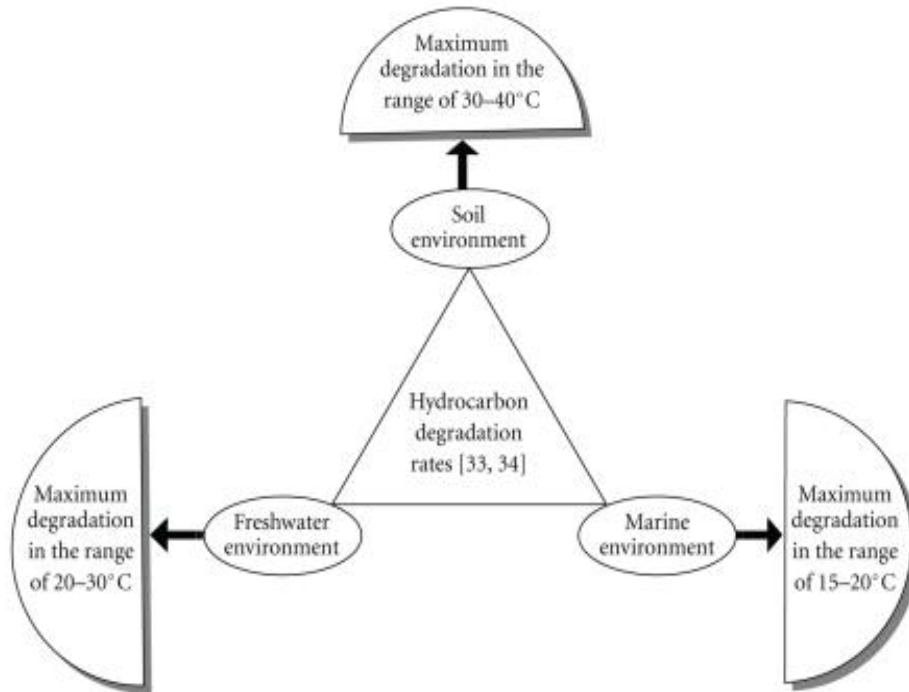 Maximum
degradation in the
range of 30–40°C
Soil
environment
Hydrocarbon
degradation
rates [33, 34]
Maximum
degradation
in the range
of 20–30°C
Freshwater
environment
Marine
environment
Maximum
degradation
in the range
of 15–20°C